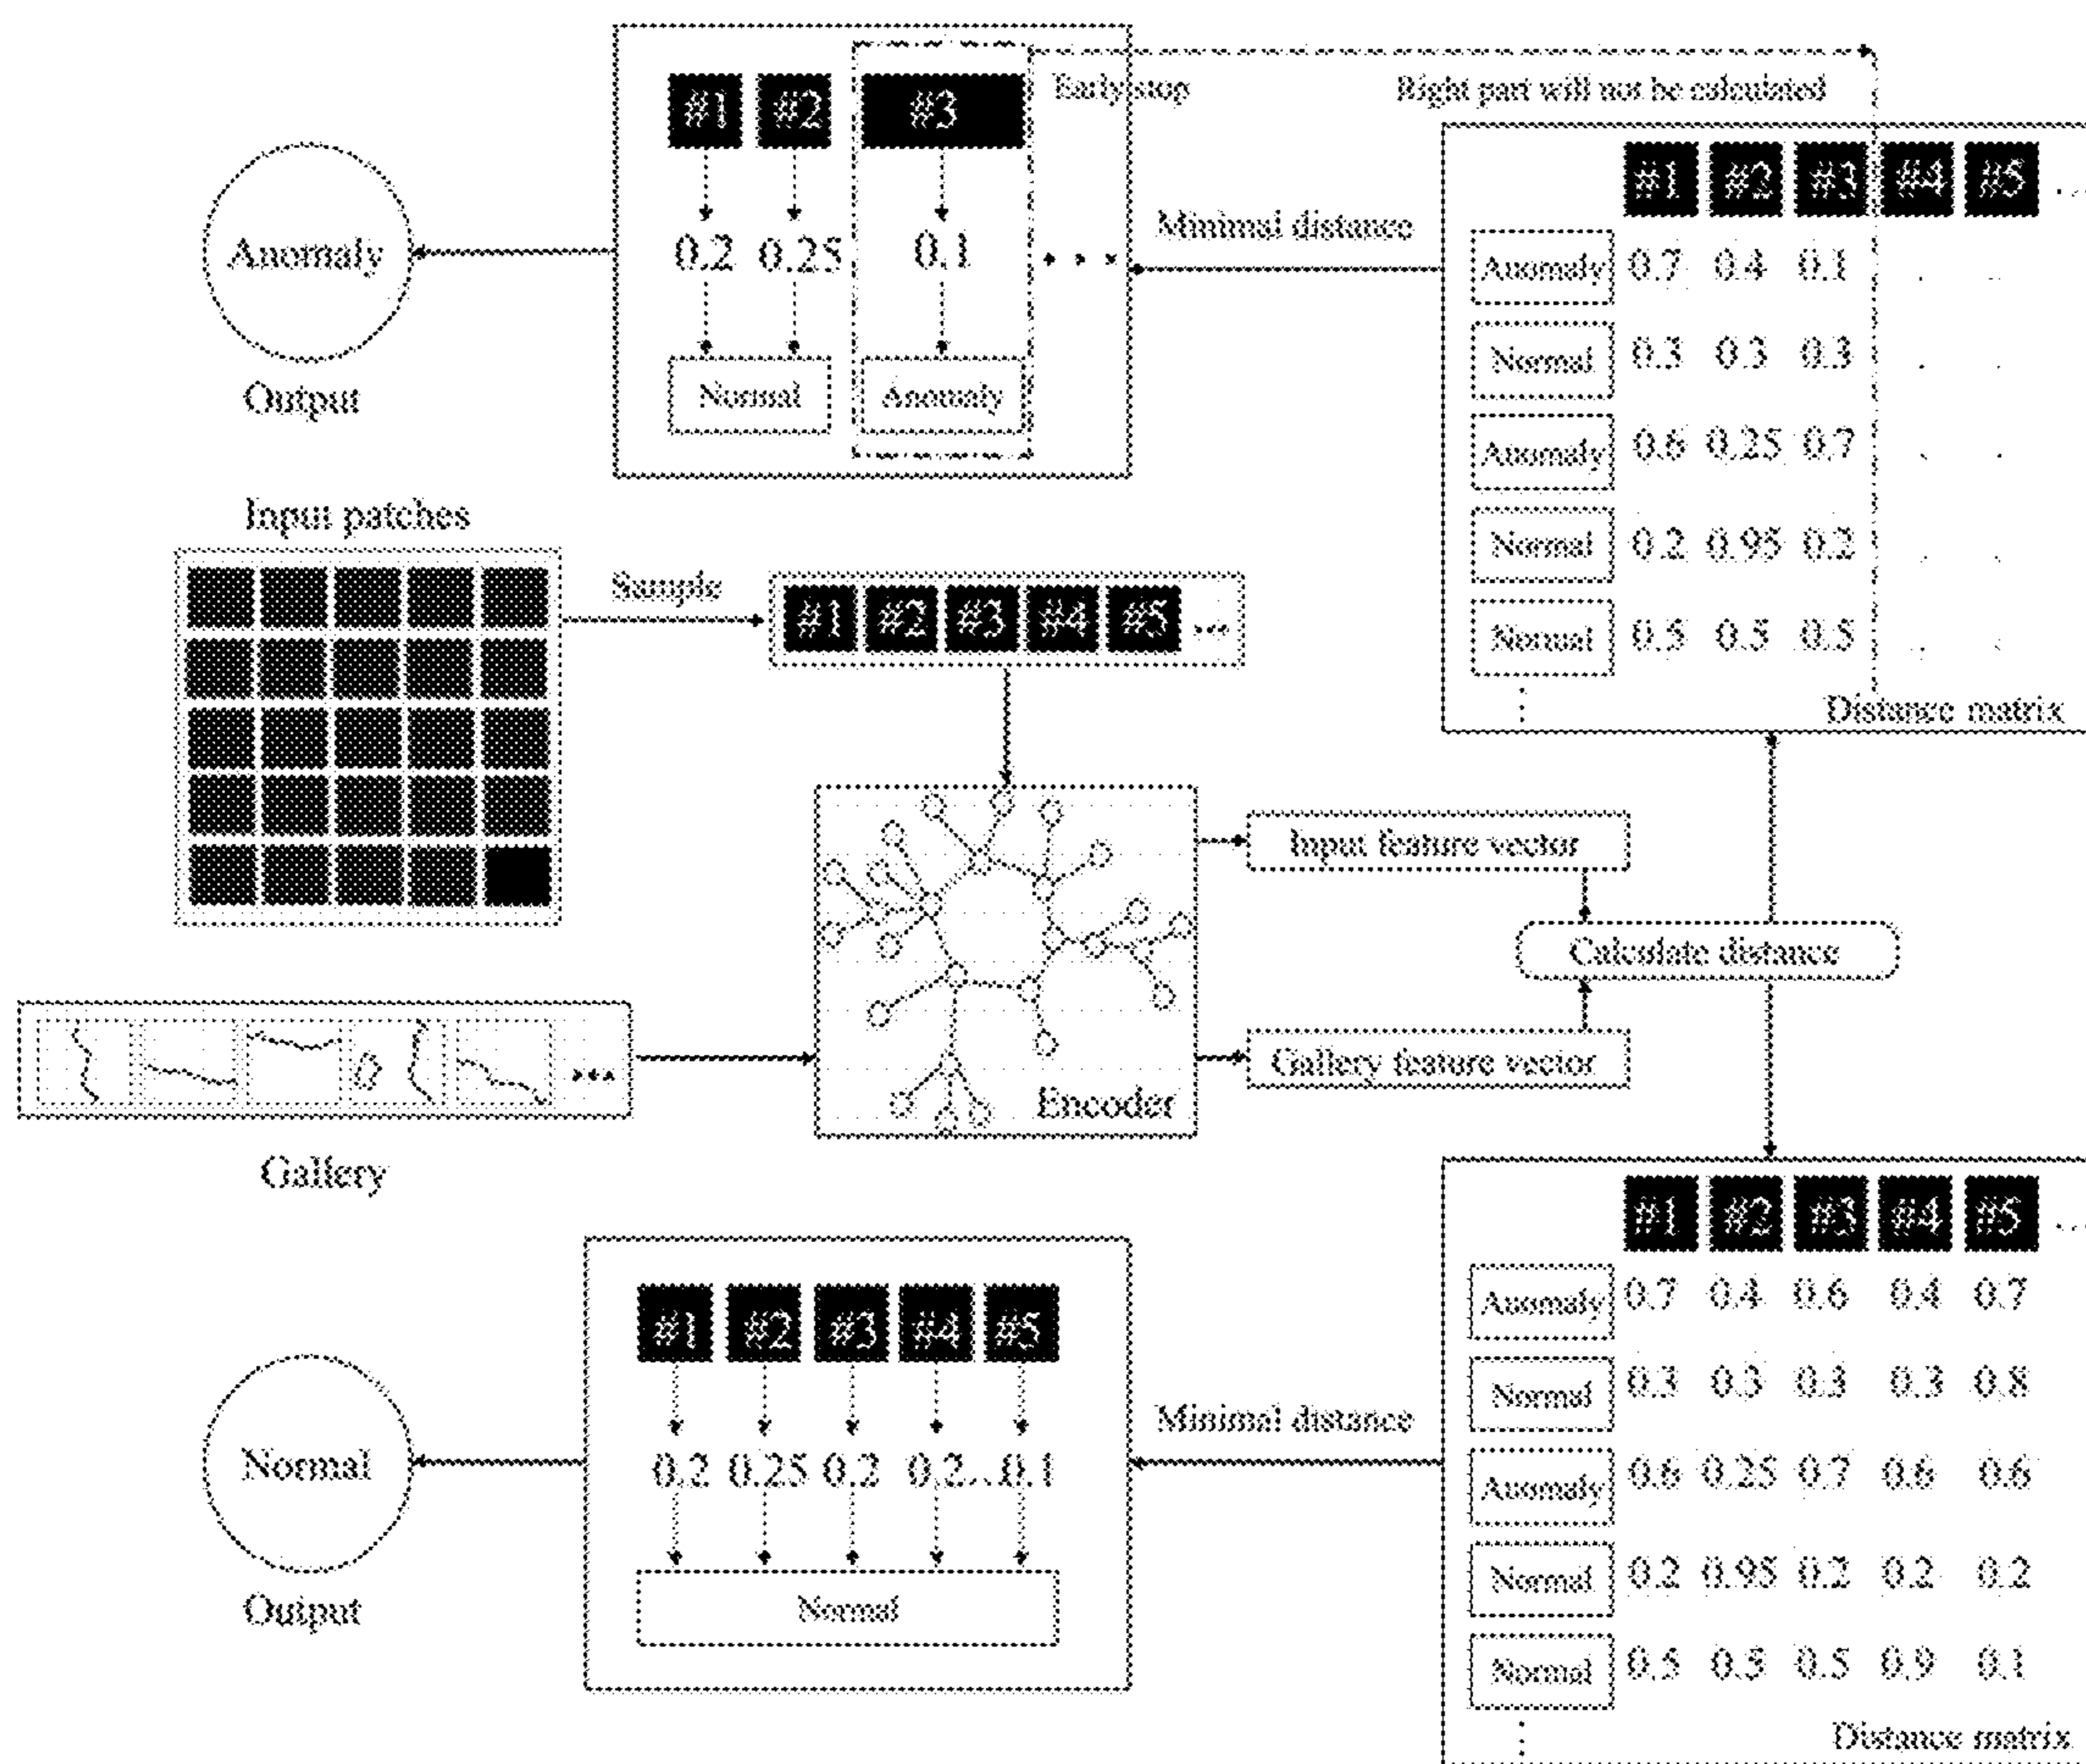 #1 #2 #3
Early stop
Right part will not be calculated
0.2 0.25 0.1 ...
Normal
Anomaly
Anomaly
Output
Minimal distance
#1 #2 #3 #4 #5 ...
Anomaly 0.7 0.4 0.1 . .
Normal 0.3 0.3 0.3 . .
Anomaly 0.6 0.25 0.7 . .
Normal 0.2 0.95 0.2 . .
Normal 0.5 0.5 0.5 . .
Distance matrix
Input patches
Sample
#1 #2 #3 #4 #5 ...
Encoder
Input feature vector
Calculate distance
Gallery feature vector
...
Gallery
#1 #2 #3 #4 #5
0.2 0.25 0.2 0.2...0.1
Normal
Normal
Output
Minimal distance
#1 #2 #3 #4 #5 ...
Anomaly 0.7 0.4 0.6 0.4 0.7
Normal 0.3 0.3 0.3 0.3 0.8
Anomaly 0.6 0.25 0.7 0.6 0.6
Normal 0.2 0.95 0.2 0.2 0.2
Normal 0.5 0.5 0.5 0.9 0.1
Distance matrix